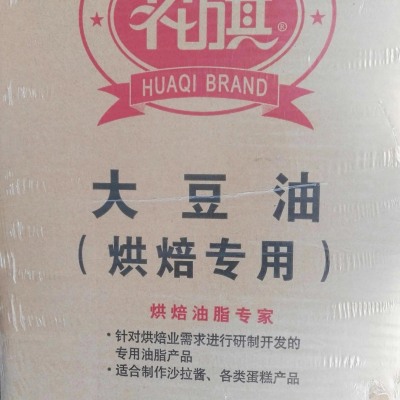 花旗®
HUAQI BRAND
大豆油
(烘焙专用)
烘焙油脂专家
·针对烘焙业需求进行研制开发的
专用油脂产品
·适合制作沙拉酱、各类蛋糕产品